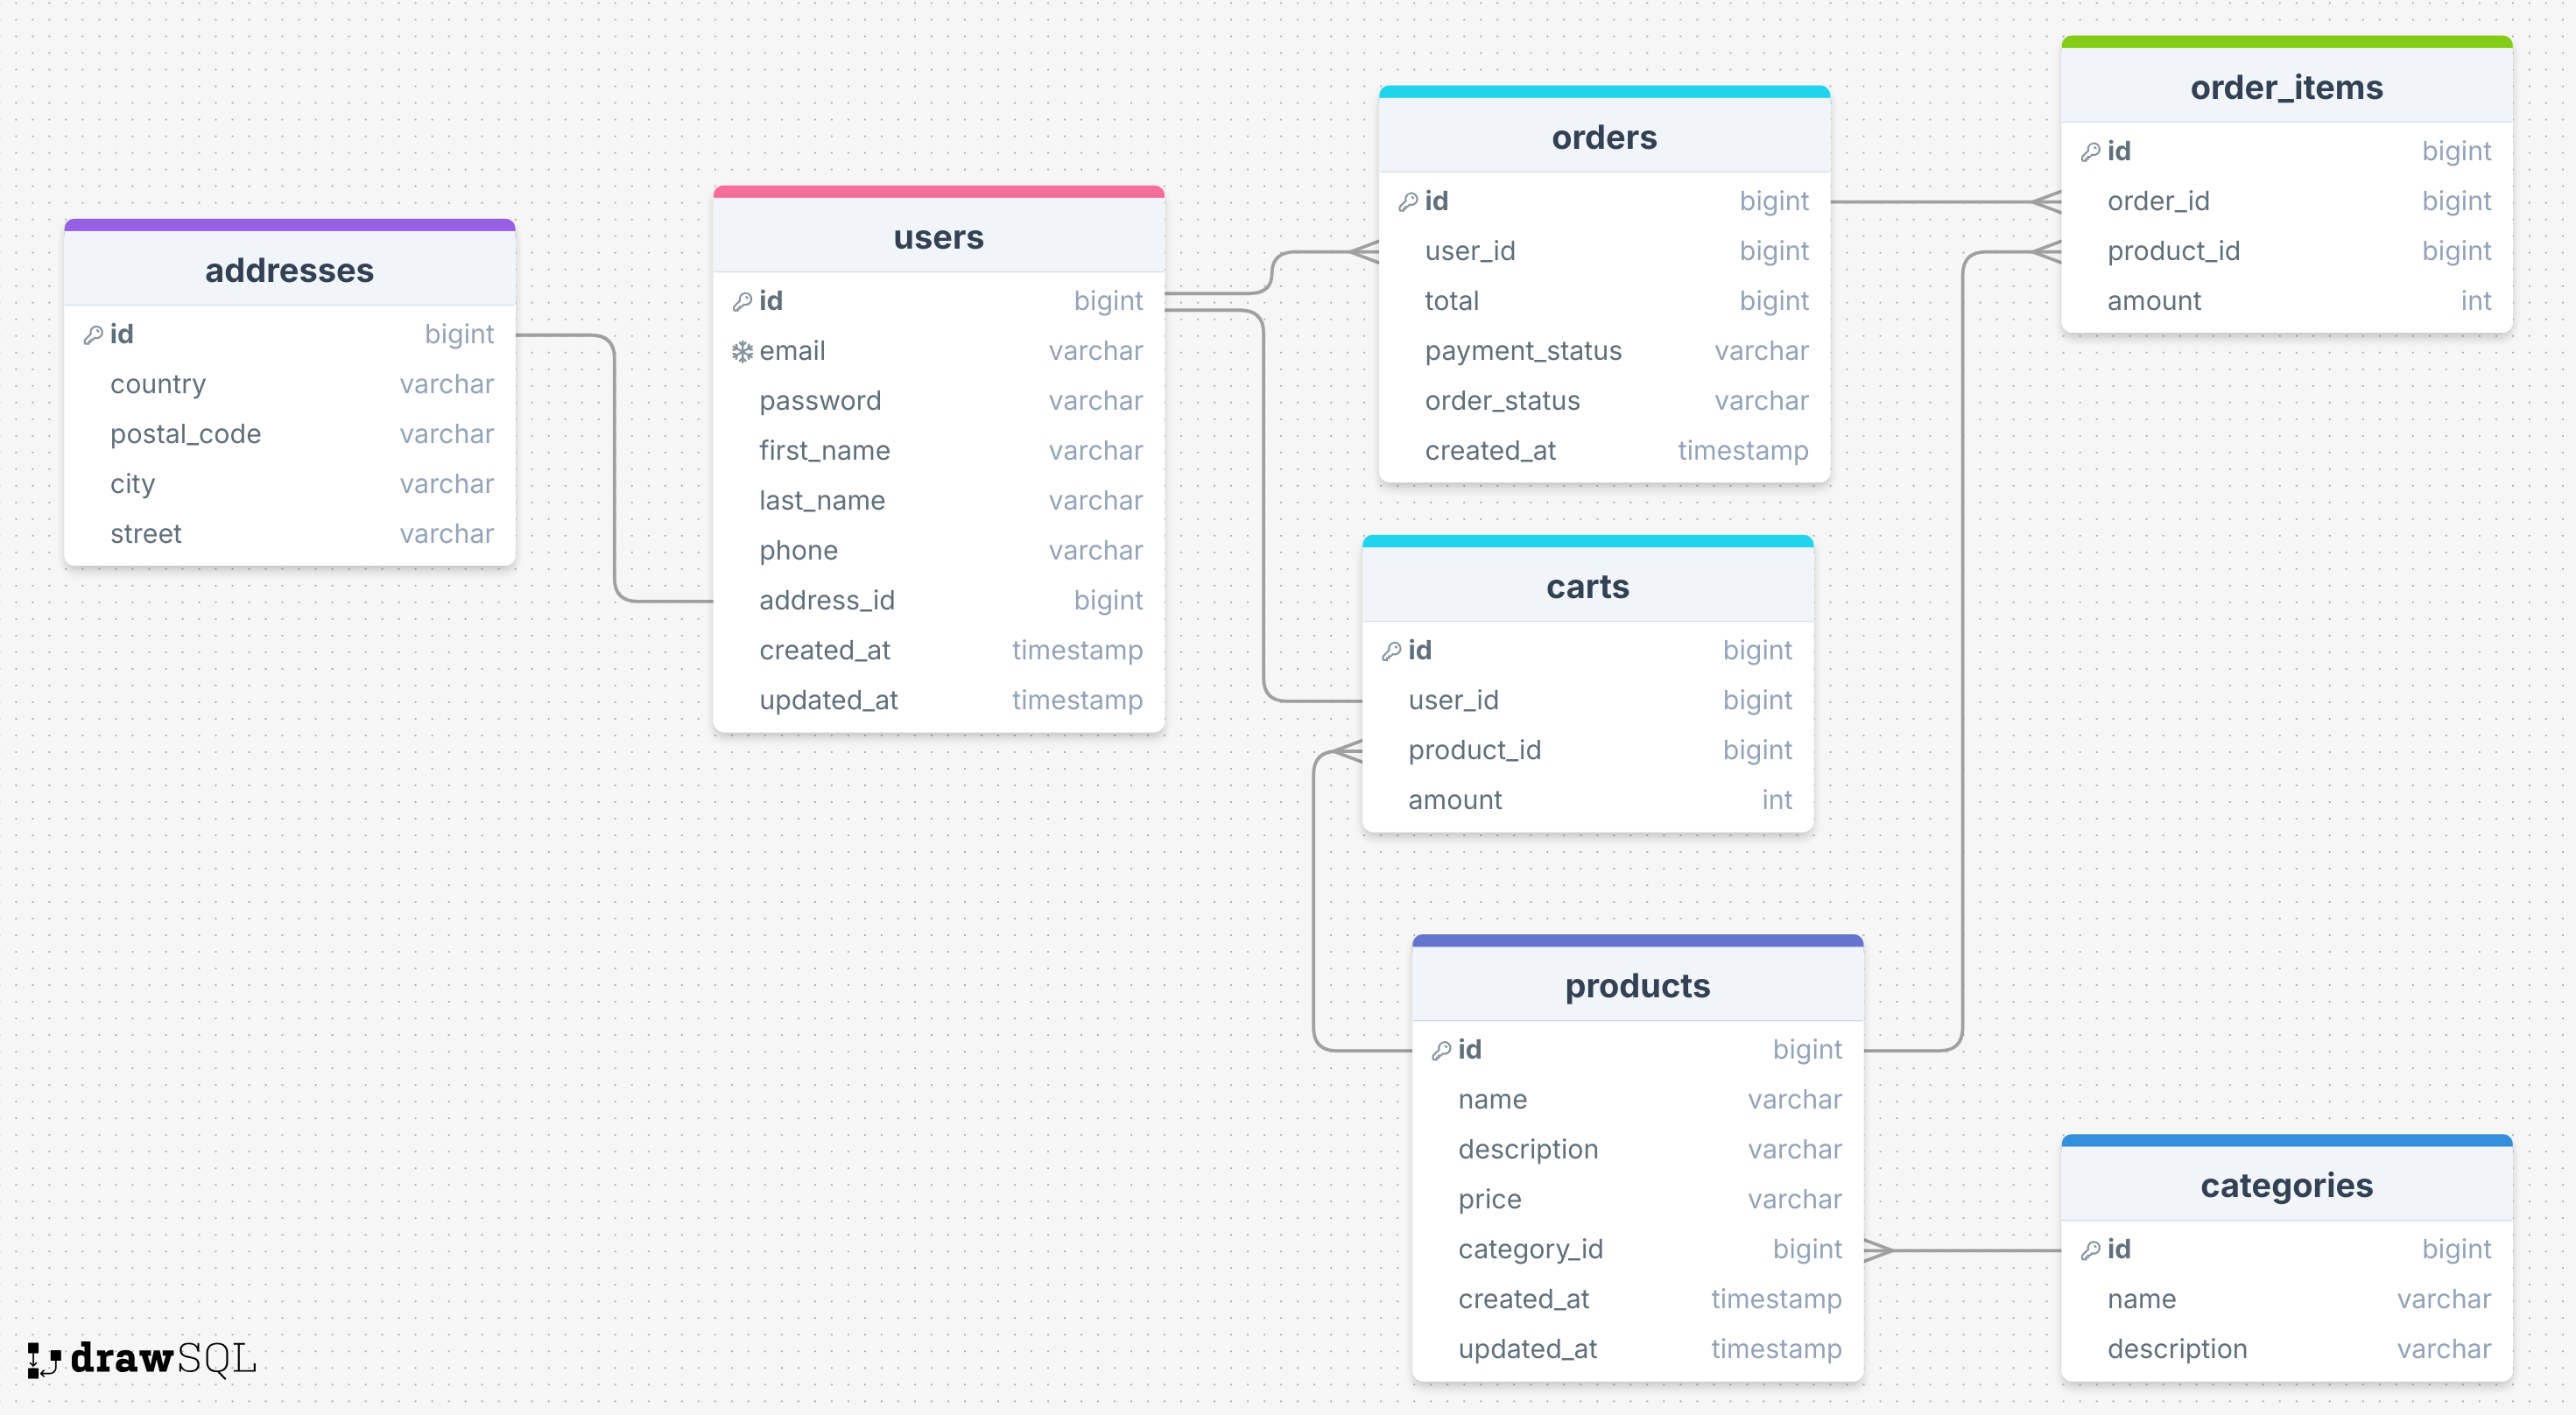 addresses
id bigint
country varchar
postal_code varchar
city varchar
street varchar
users
id bigint
email varchar
password varchar
first_name varchar
last_name varchar
phone varchar
address_id bigint
created_at timestamp
updated_at timestamp
orders
id bigint
user_id bigint
total bigint
payment_status varchar
order_status varchar
created_at timestamp
order_items
id bigint
order_id bigint
product_id bigint
amount int
carts
id bigint
user_id bigint
product_id bigint
amount int
products
id bigint
name varchar
description varchar
price varchar
category_id bigint
created_at timestamp
updated_at timestamp
categories
id bigint
name varchar
description varchar
drawSQL